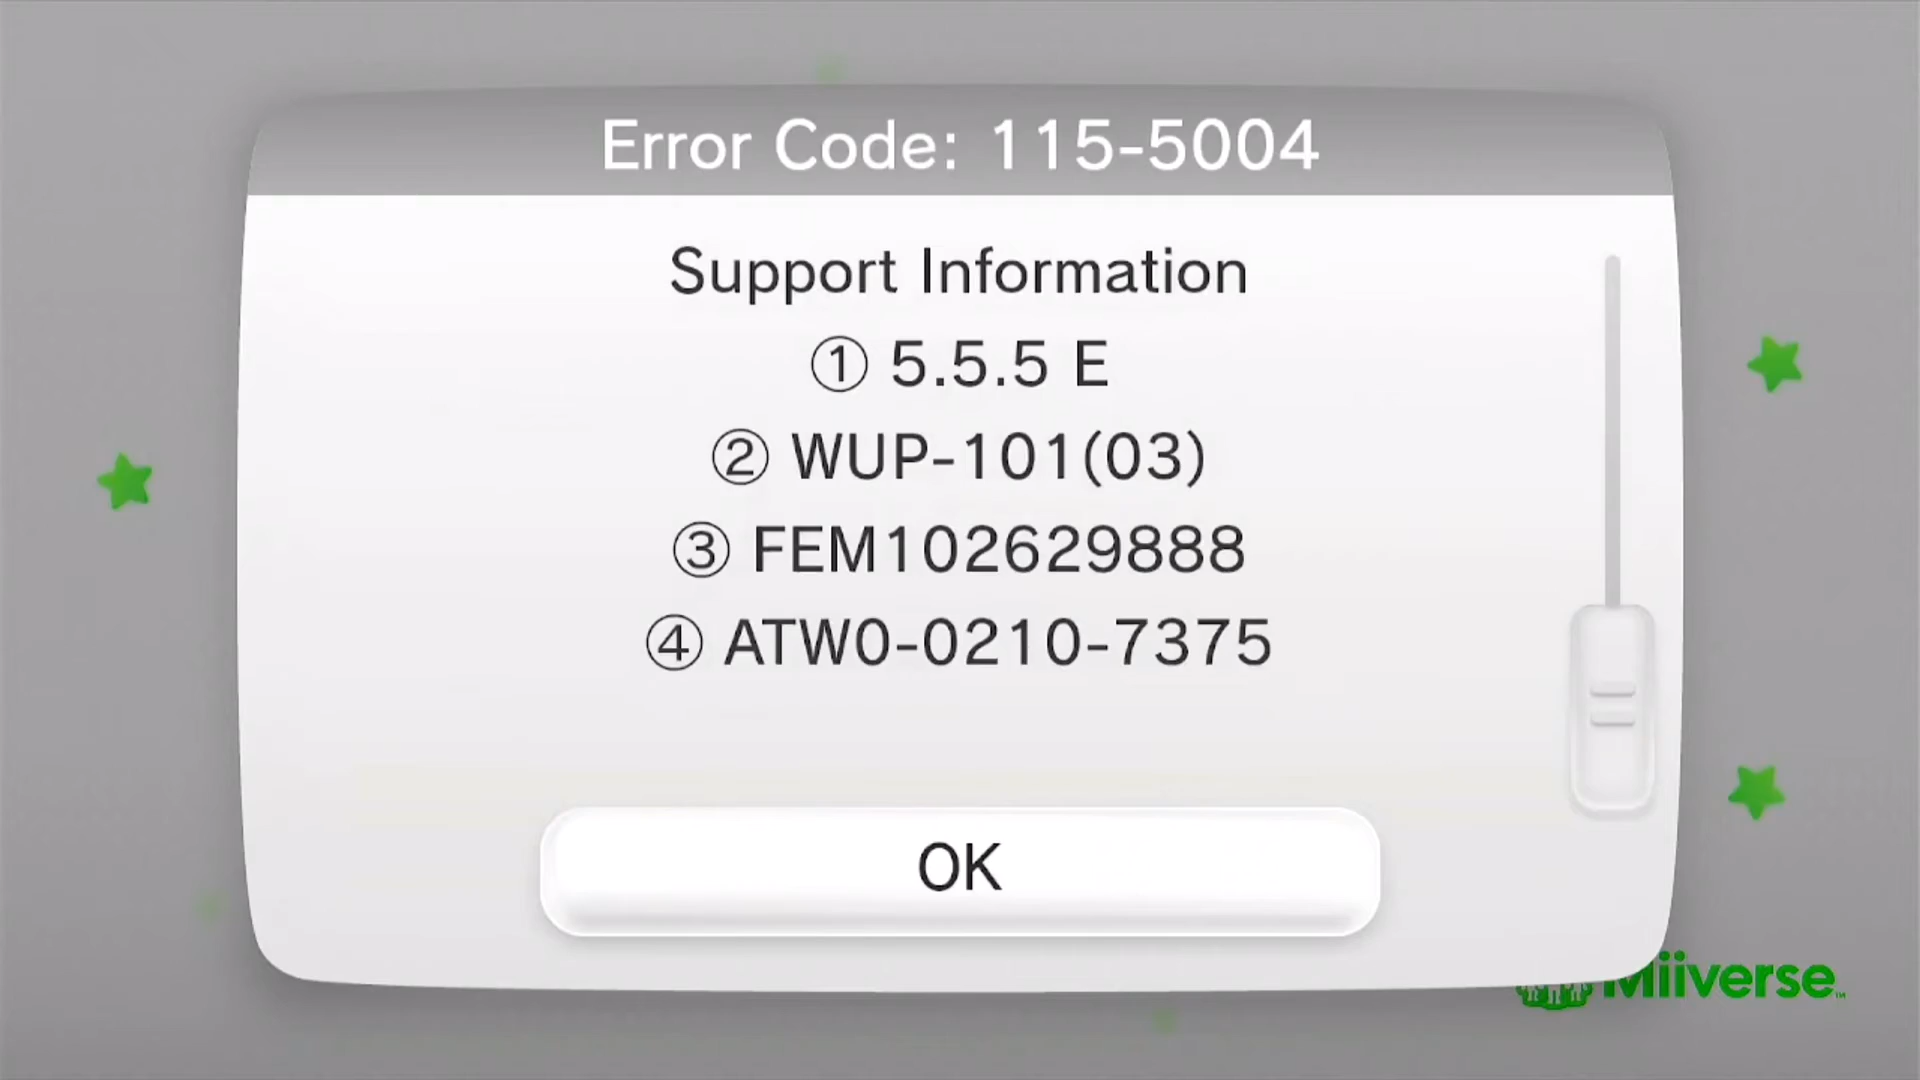 Error Code: 115-5004
Support Information
① 5.5.5 E
② WUP-101(03)
③ FEM102629888
④ ATW0-0210-7375
OK
Miiverse™